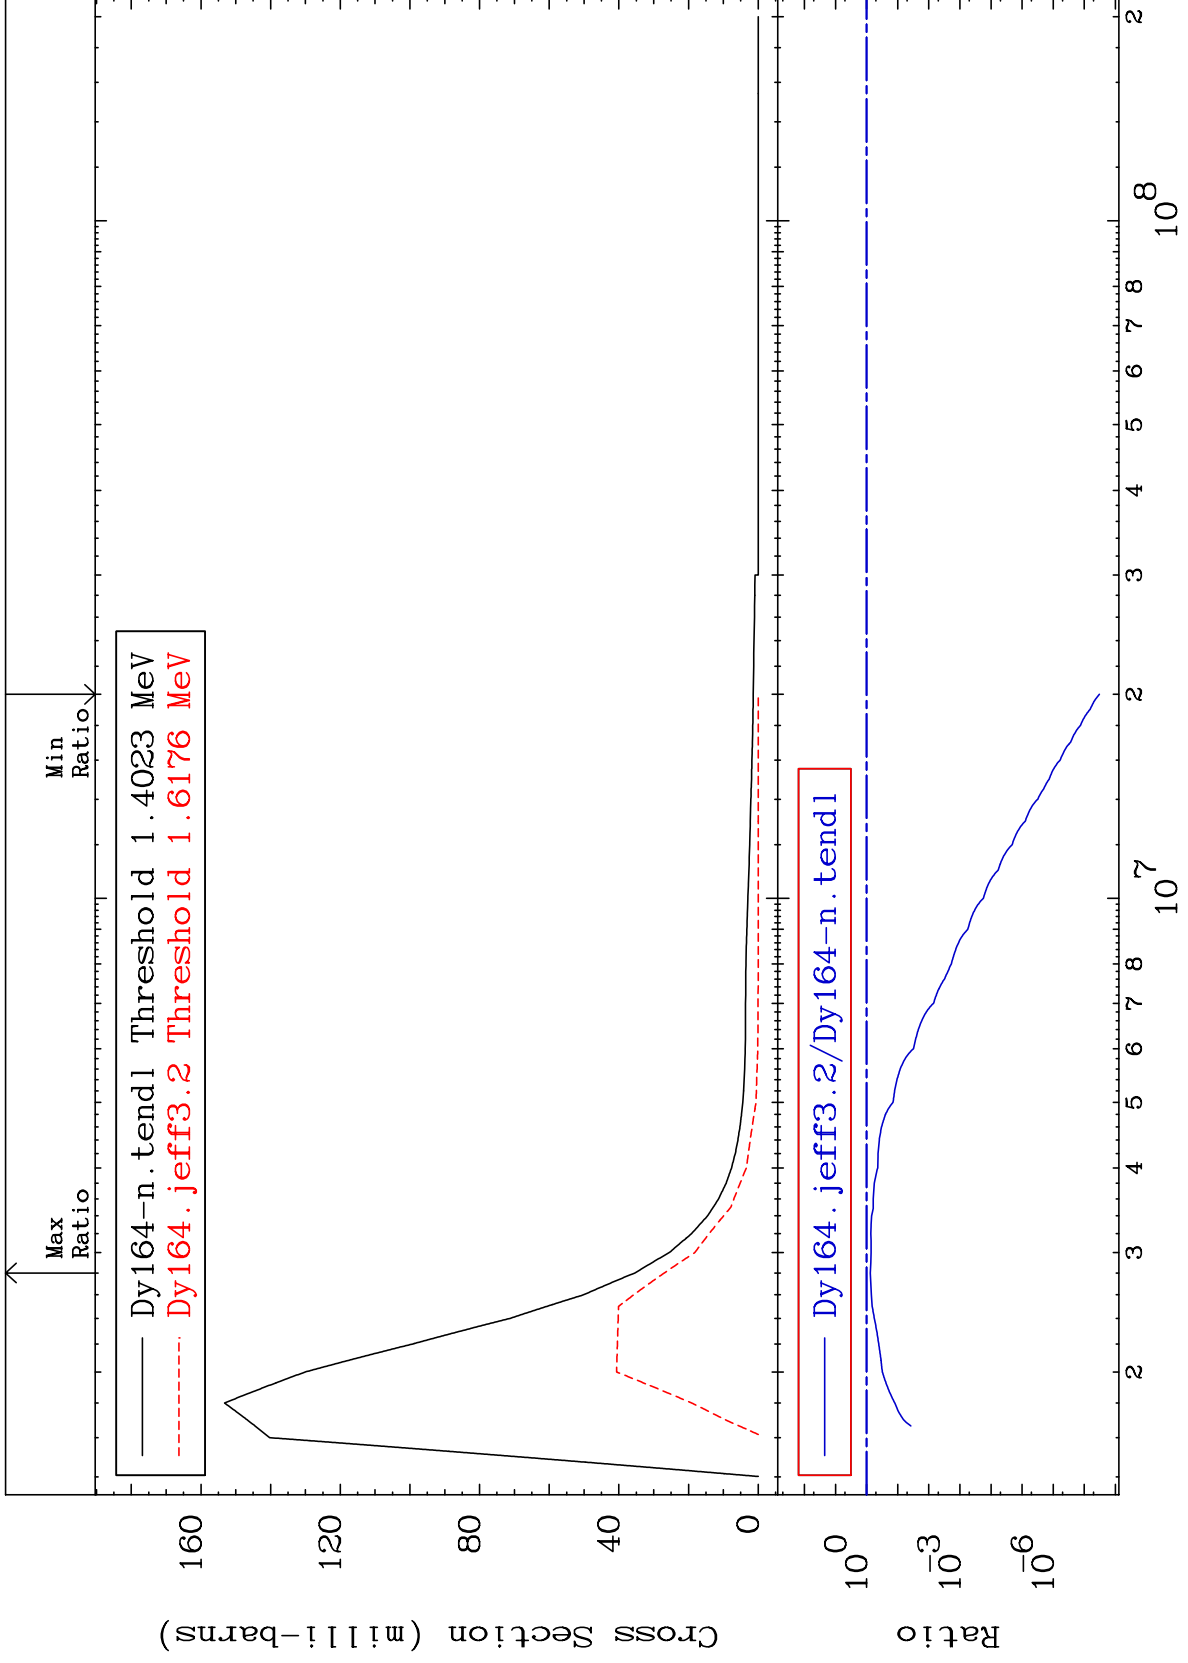 Max
Ratio
Min
Ratio
Dy164-n.tendl Threshold 1.4023 MeV
Dy164.jeff3.2 Threshold 1.6176 MeV
160
120
80
40
0
Cross Section (milli-barns)
Dy164.jeff3.2/Dy164-n.tendl
10^0
10^-3
10^-6
Ratio
2 3 4 5 6 7 8 2 3 4 5 6 7 8 2
10^7 10^8